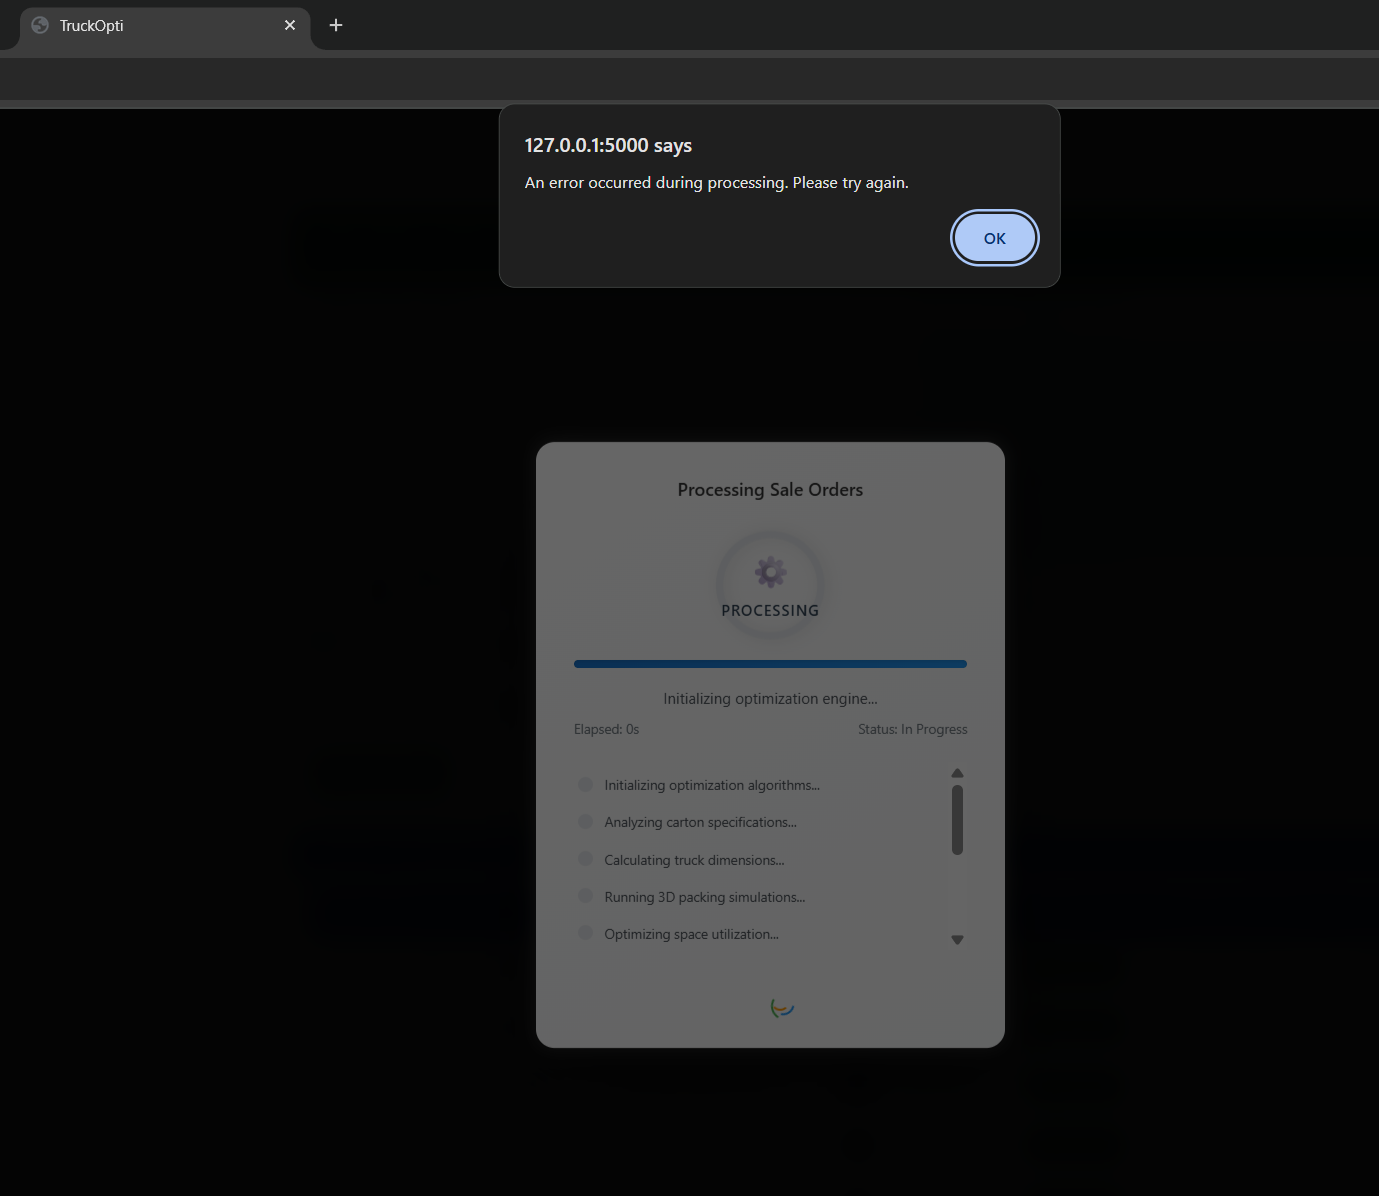 TruckOpti
127.0.0.1:5000 says
An error occurred during processing. Please try again.
OK
Processing Sale Orders
PROCESSING
Initializing optimization engine...
Elapsed: 0s Status: In Progress
Initializing optimization algorithms...
Analyzing carton specifications...
Calculating truck dimensions...
Running 3D packing simulations...
Optimizing space utilization...